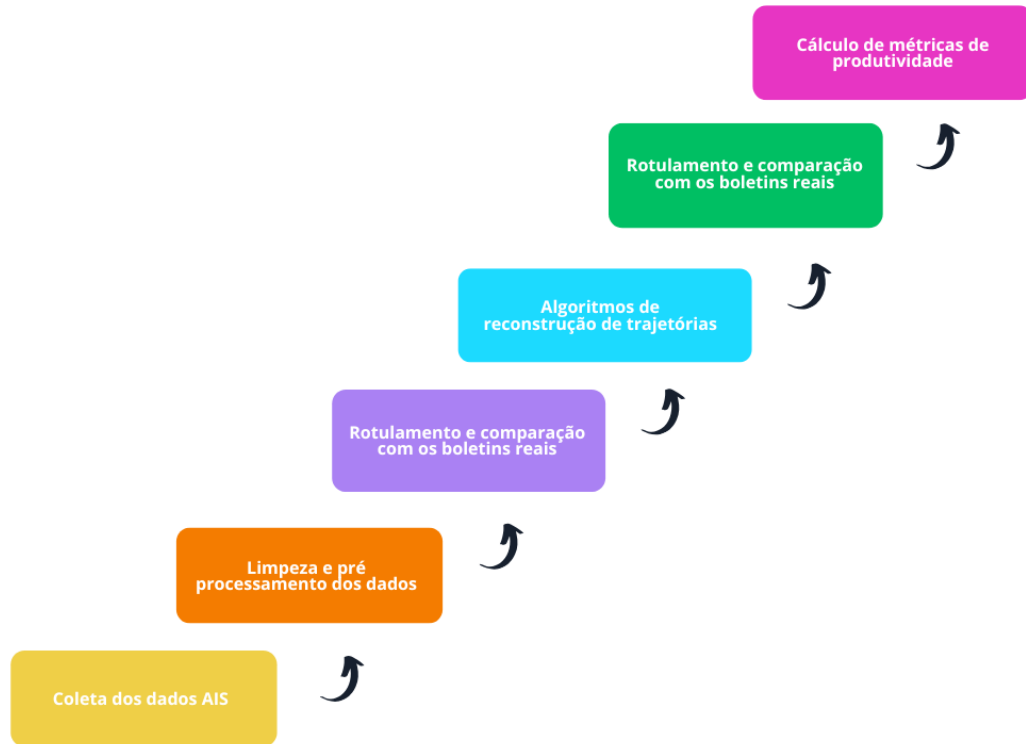 Cálculo de métricas de
produtividade
Rotulamento e comparação
com os boletins reais
Algoritmos de
reconstrução de trajetórias
Rotulamento e comparação
com os boletins reais
Limpeza e pré
processamento dos dados
Coleta dos dados AIS